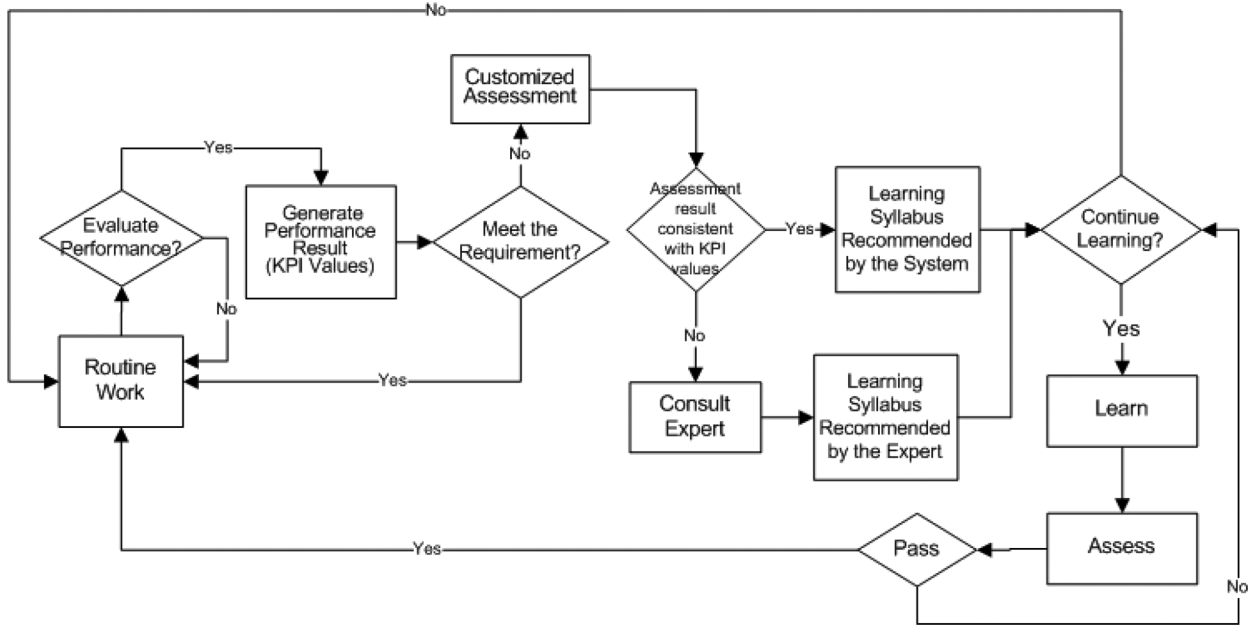 No
Customized
Assessment
Yes
No
Evaluate
Performance?
Generate
Performance
Result
(KPI Values)
Meet the
Requirement?
Assessment
result
consistent
with KPI
values
Yes
Learning
Syllabus
Recommended
by the System
Continue
Learning?
No
No
Yes
Routine
Work
Yes
Consult
Expert
Learning
Syllabus
Recommended
by the Expert
Learn
Yes
Pass
Assess
No